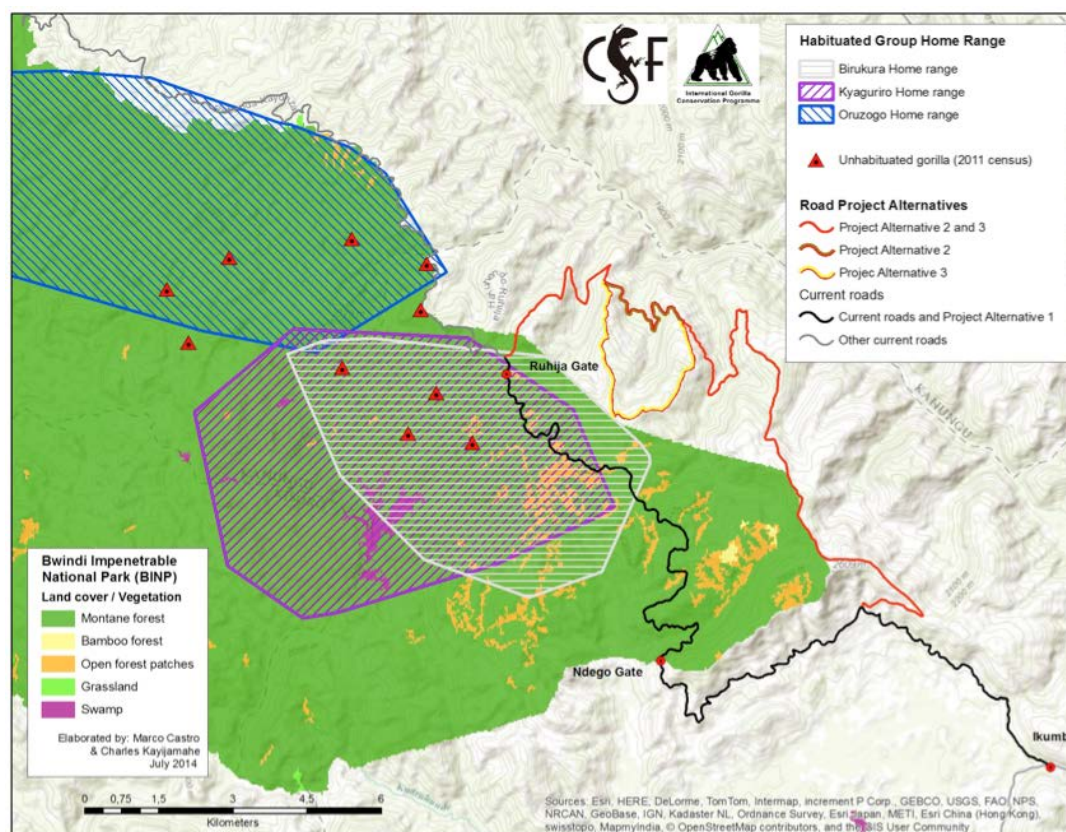 CSF
International Gorilla
Conservation Programme
Habituated Group Home Range
Birukura Home range
Kyaguriro Home range
Oruzogo Home range
Unhabituated gorilla (2011 census)
Road Project Alternatives
Project Alternative 2 and 3
Project Alternative 2
Projec Alternative 3
Current roads
Current roads and Project Alternative 1
Other current roads
KANUNGU
Ruhija Gate
Ndego Gate
Ikumb
Bwindi Impenetrable
National Park (BINP)
Land cover / Vegetation
Montane forest
Bamboo forest
Open forest patches
Grassland
Swamp
Elaborated by: Marco Castro
& Charles Kayijamahe
July 2014
0 0,75 1,5 3 4,5 6
Kilometers
Sources: Esri, HERE, DeLorme, TomTom, Intermap, increment P Corp., GEBCO, USGS, FAO, NPS,
NRCAN, GeoBase, IGN, Kadaster NL, Ordnance Survey, Esri Japan, METI, Esri China (Hong Kong),
swisstopo, MapmyIndia, © OpenStreetMap contributors, and the GIS User Community